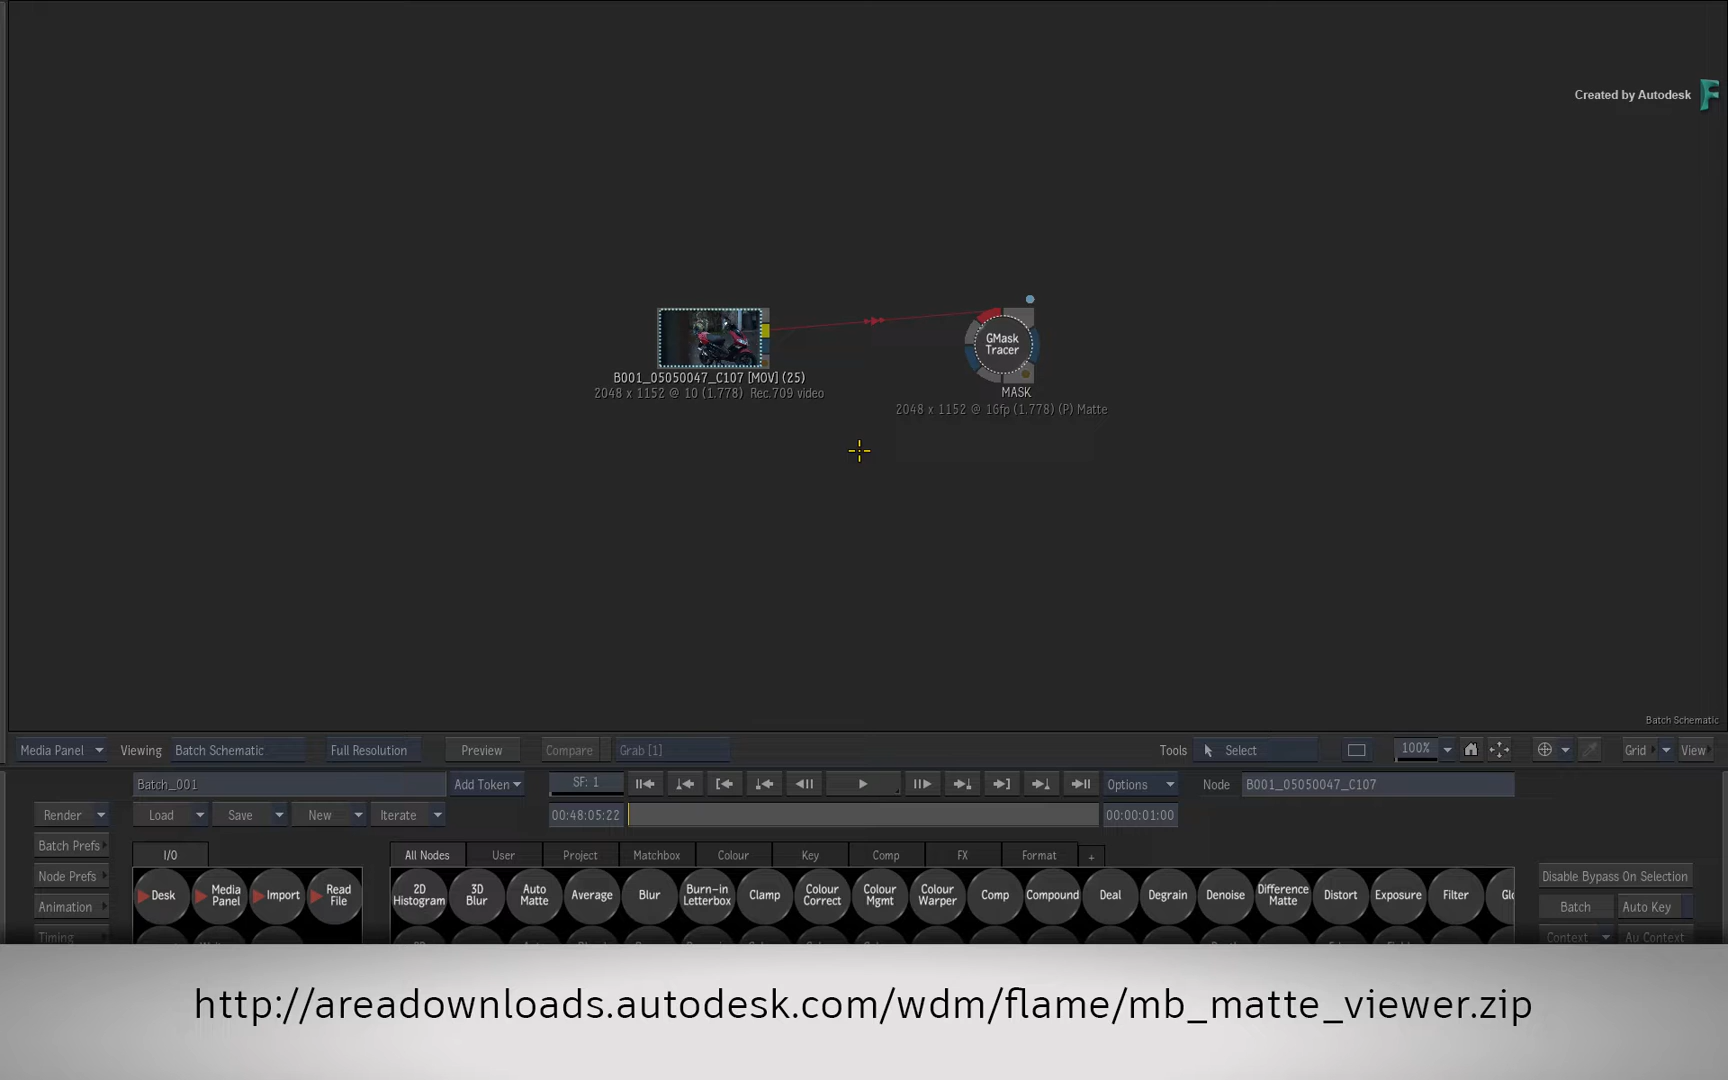 Created by Autodesk
GMask
Tracer
B001_05050047_C107 [MOV] (25)
2048 x 1152 @ 10 (1.778) Rec.709 video
MASK
2048 x 1152 @ 16fp (1.778) (P) Matte
Batch Schematic
Media Panel Viewing Batch Schematic Full Resolution Preview Compare Grab [1] Tools Select 100% Grid View
Batch_001 Add Token SF: 1 Options Node B001_05050047_C107
Render Load Save New Iterate 00:48:05:22 00:00:01:00
Batch Prefs I/O All Nodes User Project Matchbox Colour Key Comp FX Format +
Node Prefs Disable Bypass On Selection
Desk Media Panel Import Read File 2D Histogram 3D Blur Auto Matte Average Blur Burn-in Letterbox Clamp Colour Correct Colour Mgmt Colour Warper Comp Compound Deal Degrain Denoise Difference Matte Distort Exposure Filter
Animation Batch Auto Key
Timing Context Au Context
http://areadownloads.autodesk.com/wdm/flame/mb_matte_viewer.zip